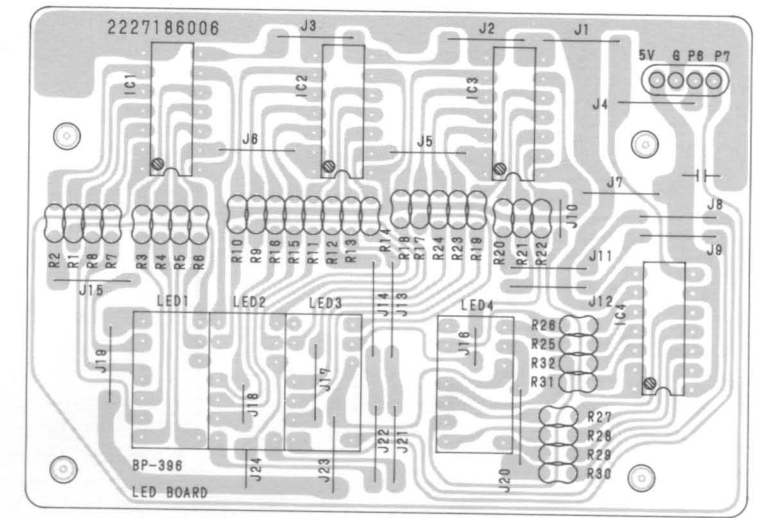 2227186006
J3
J2
J1
5V G P6 P7
IC1
IC2
IC3
J4
J6
J5
J7
J8
J9
J10
R2 R1 R8 R7
R3 R4 R5 R6
R10 R9 R16 R15 R11 R12 R13 R14
R18 R17 R24 R23 R19
R20 R21 R22
J11
J15
J14
J13
J12
IC4
LED1 LED2 LED3 LED4
R26
R25
R32
R31
J16
J19
J17
J18
R27
R28
R29
R30
J24
J23
J22
J21
J20
BP-396
LED BOARD